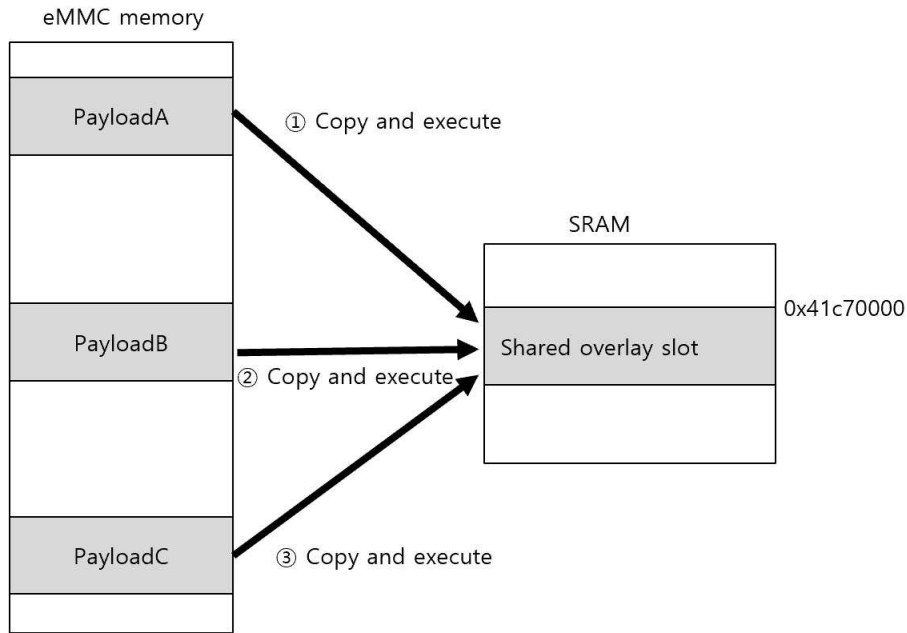 eMMC memory
PayloadA
① Copy and execute
SRAM
0x41c70000
PayloadB
Shared overlay slot
② Copy and execute
PayloadC
③ Copy and execute